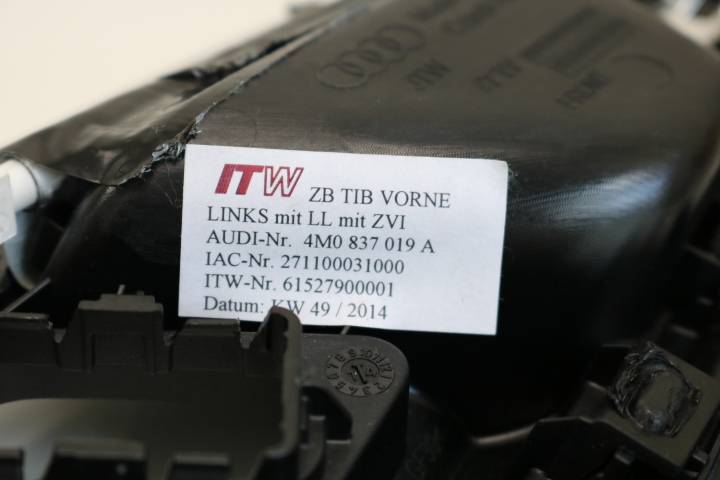 ITW ZB TIB VORNE
LINKS mit LL mit ZVI
AUDI-Nr. 4M0 837 019 A
IAC-Nr. 271100031000
ITW-Nr. 61527900001
Datum: KW 49 / 2014
ITW